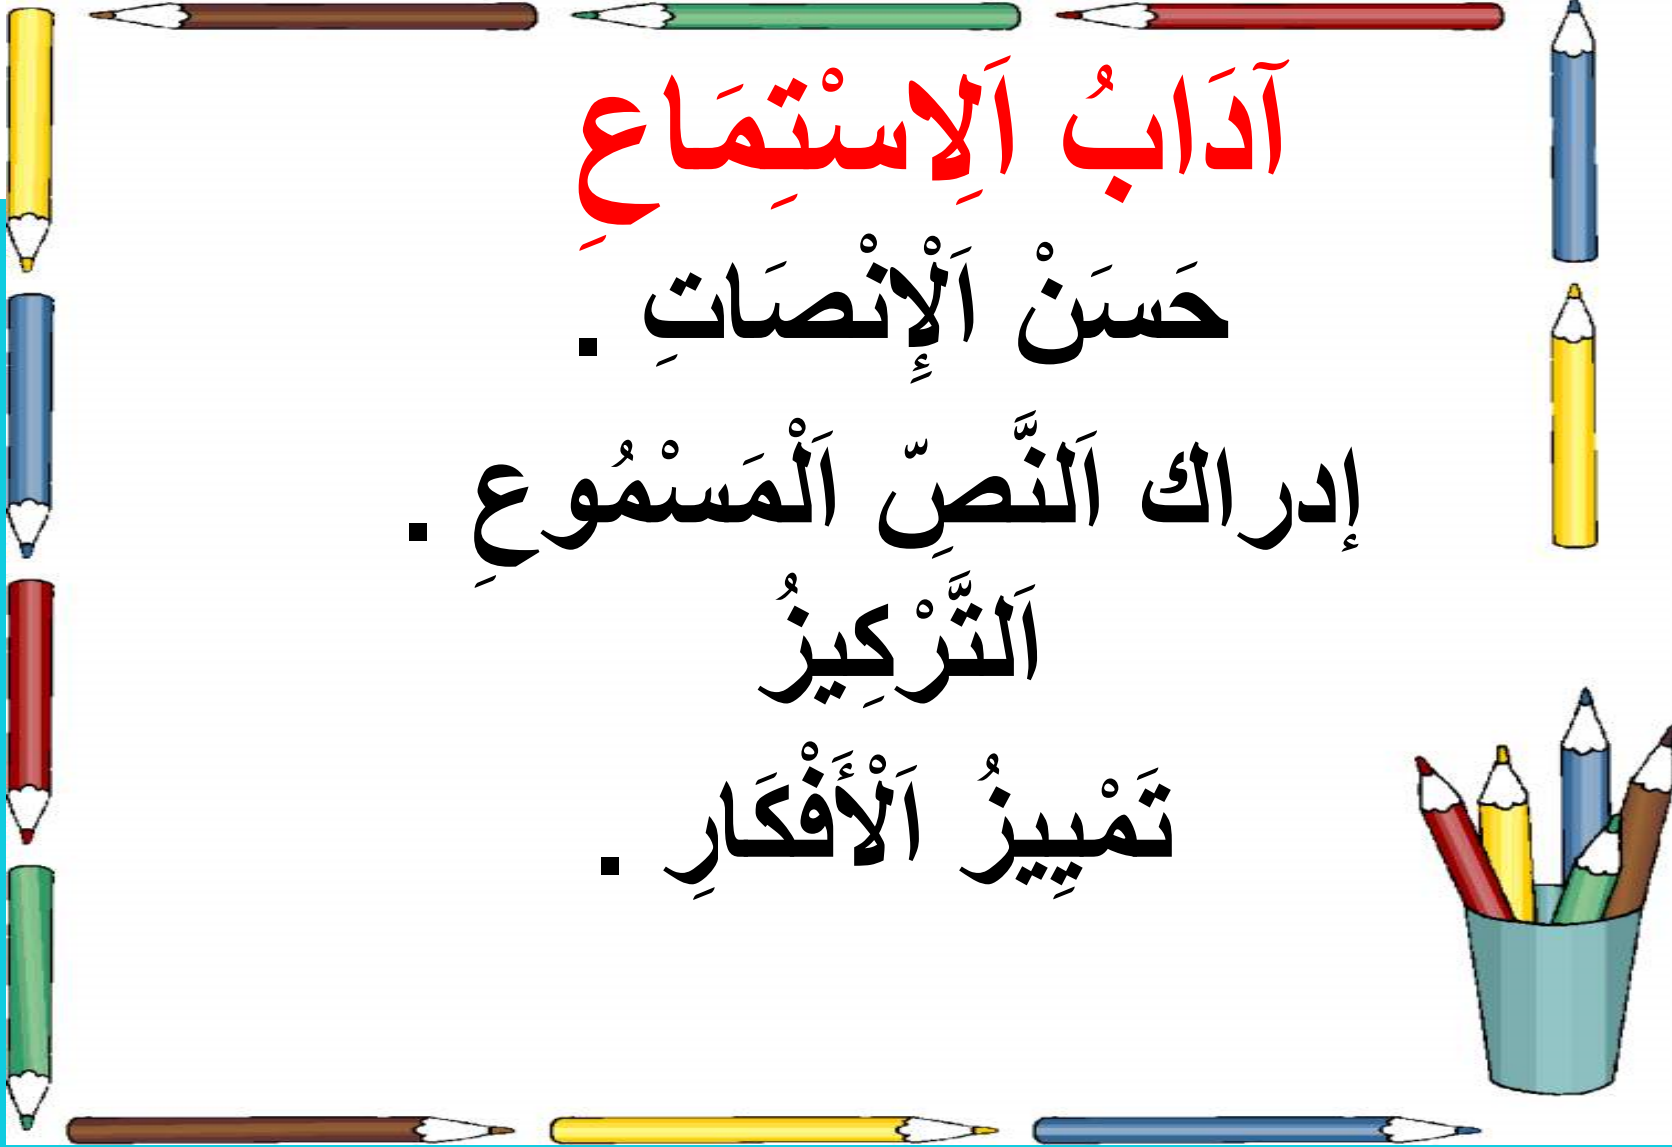 آدَابُ اَلِاسْتِمَاعِ
حَسَنْ اَلْإِنْصَاتِ .
إدراك اَلنَّصِّ اَلْمَسْمُوعِ .
اَلتَّرْكِيزُ
تَمْيِيزُ اَلْأَفْكَارِ .